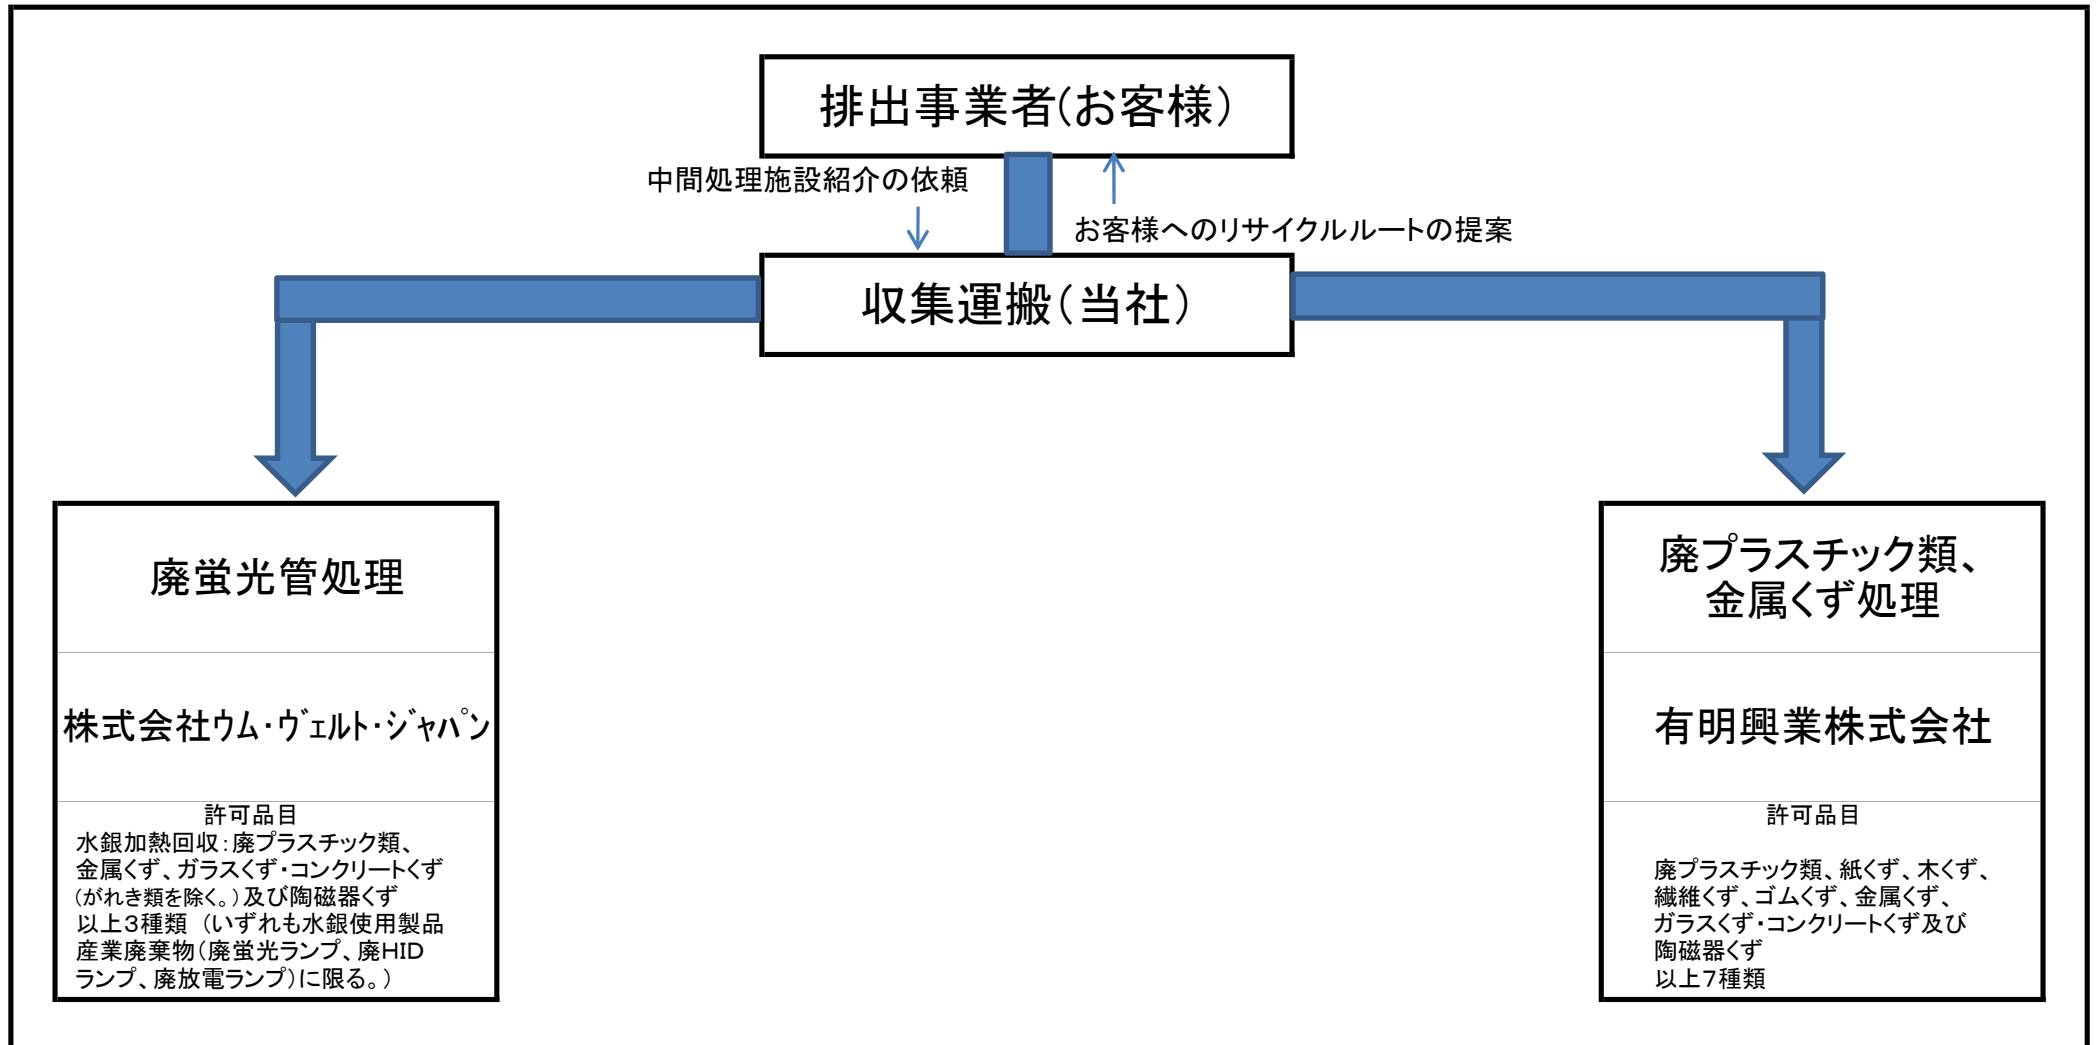 排出事業者(お客様)
中間処理施設紹介の依頼
お客様へのリサイクルルートの提案
収集運搬(当社)
廃蛍光管処理
株式会社ｳﾑ･ｳﾞｪﾙﾄ･ｼﾞｬﾊﾟﾝ
許可品目
水銀加熱回収:廃プラスチック類、
金属くず、ガラスくず・コンクリートくず
(がれき類を除く。)及び陶磁器くず
以上3種類 (いずれも水銀使用製品
産業廃棄物(廃蛍光ランプ、廃HID
ランプ、廃放電ランプ)に限る。)
廃プラスチック類、
金属くず処理
有明興業株式会社
許可品目
廃プラスチック類、紙くず、木くず、
繊維くず、ゴムくず、金属くず、
ガラスくず・コンクリートくず及び
陶磁器くず
以上7種類